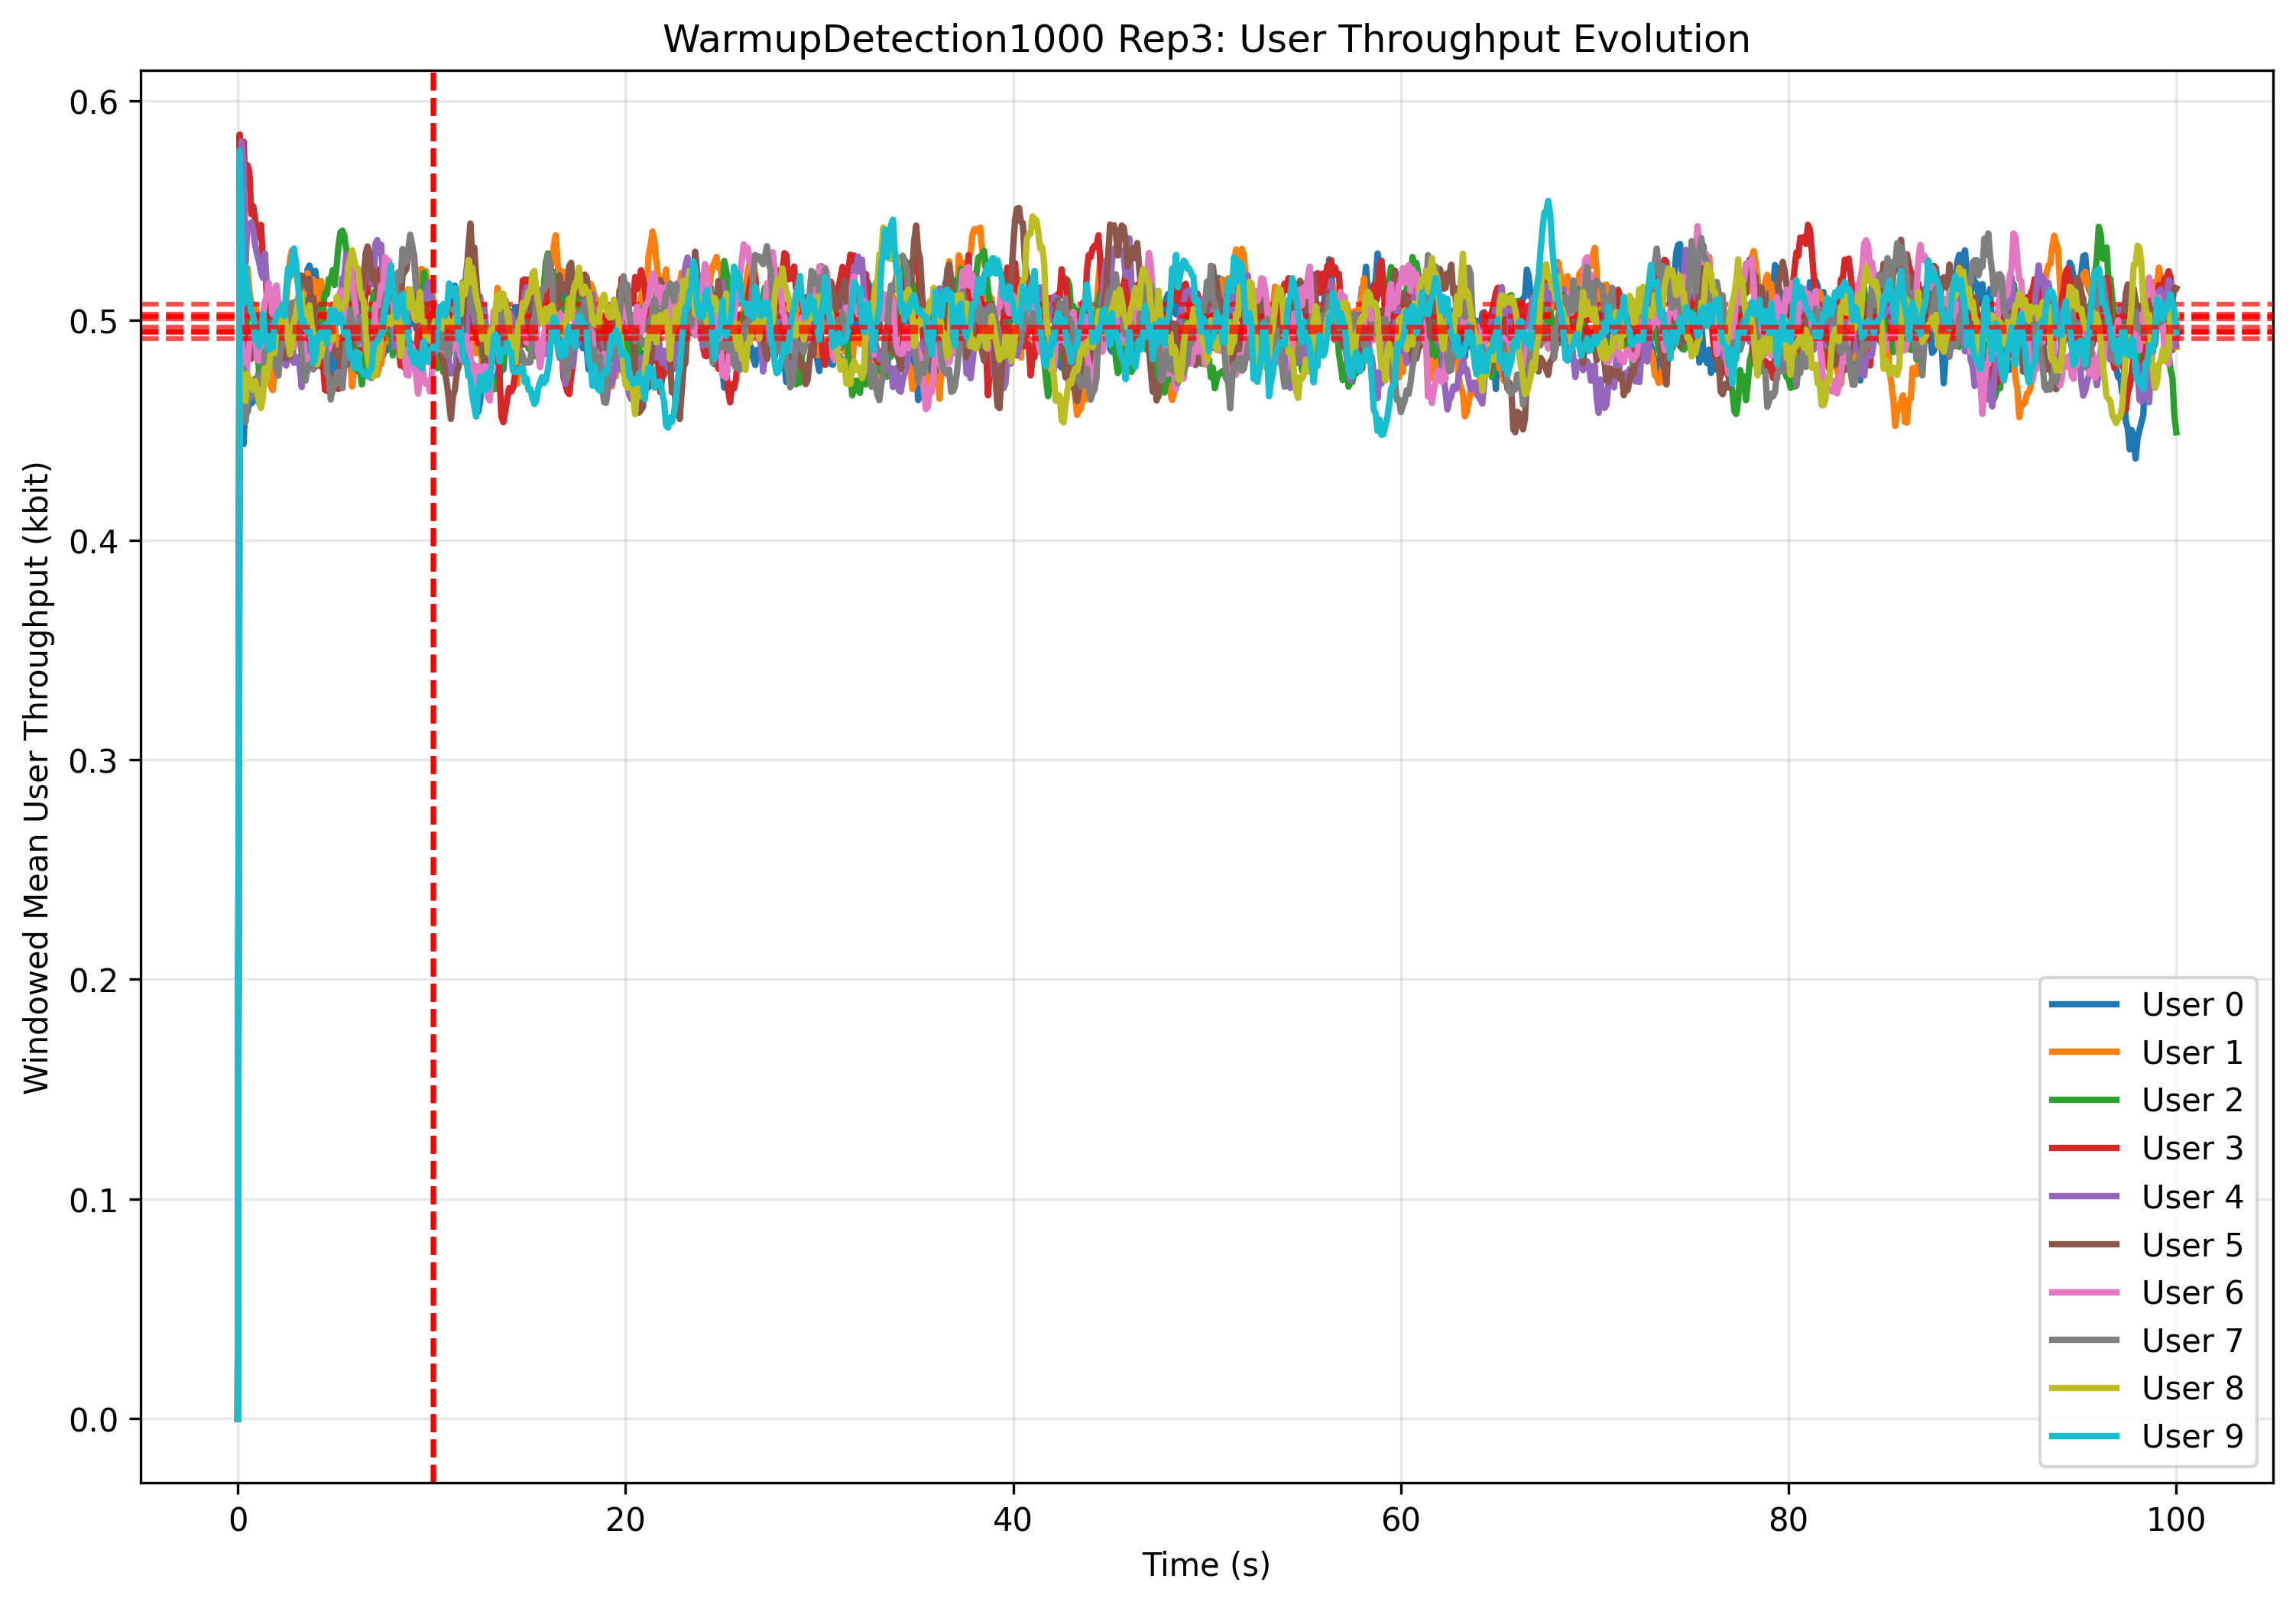 WarmupDetection1000 Rep3: User Throughput Evolution
Windowed Mean User Throughput (kbit)
0.6
0.5
0.4
0.3
0.2
0.1
0.0
0 20 40 60 80 100
Time (s)
User 0
User 1
User 2
User 3
User 4
User 5
User 6
User 7
User 8
User 9